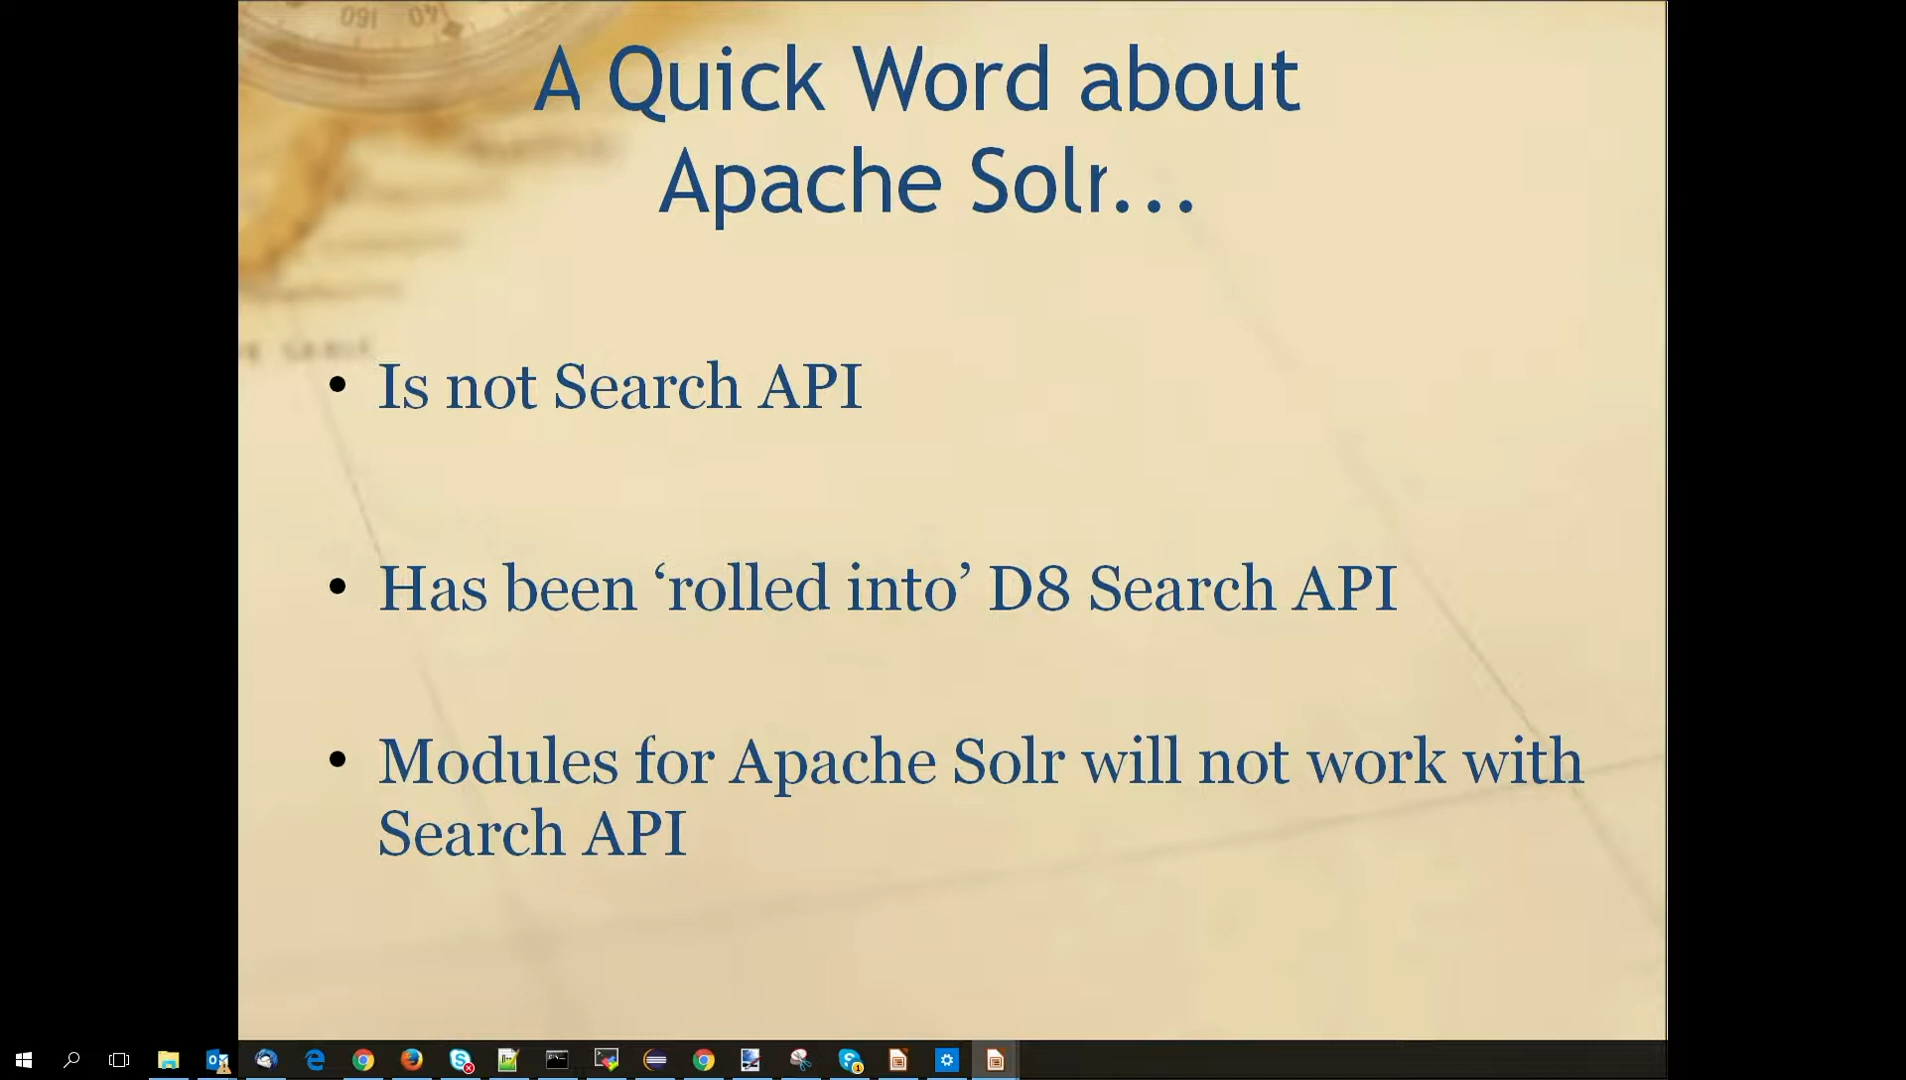 A Quick Word about
Apache Solr...
• Is not Search API
• Has been ‘rolled into’ D8 Search API
• Modules for Apache Solr will not work with
Search API